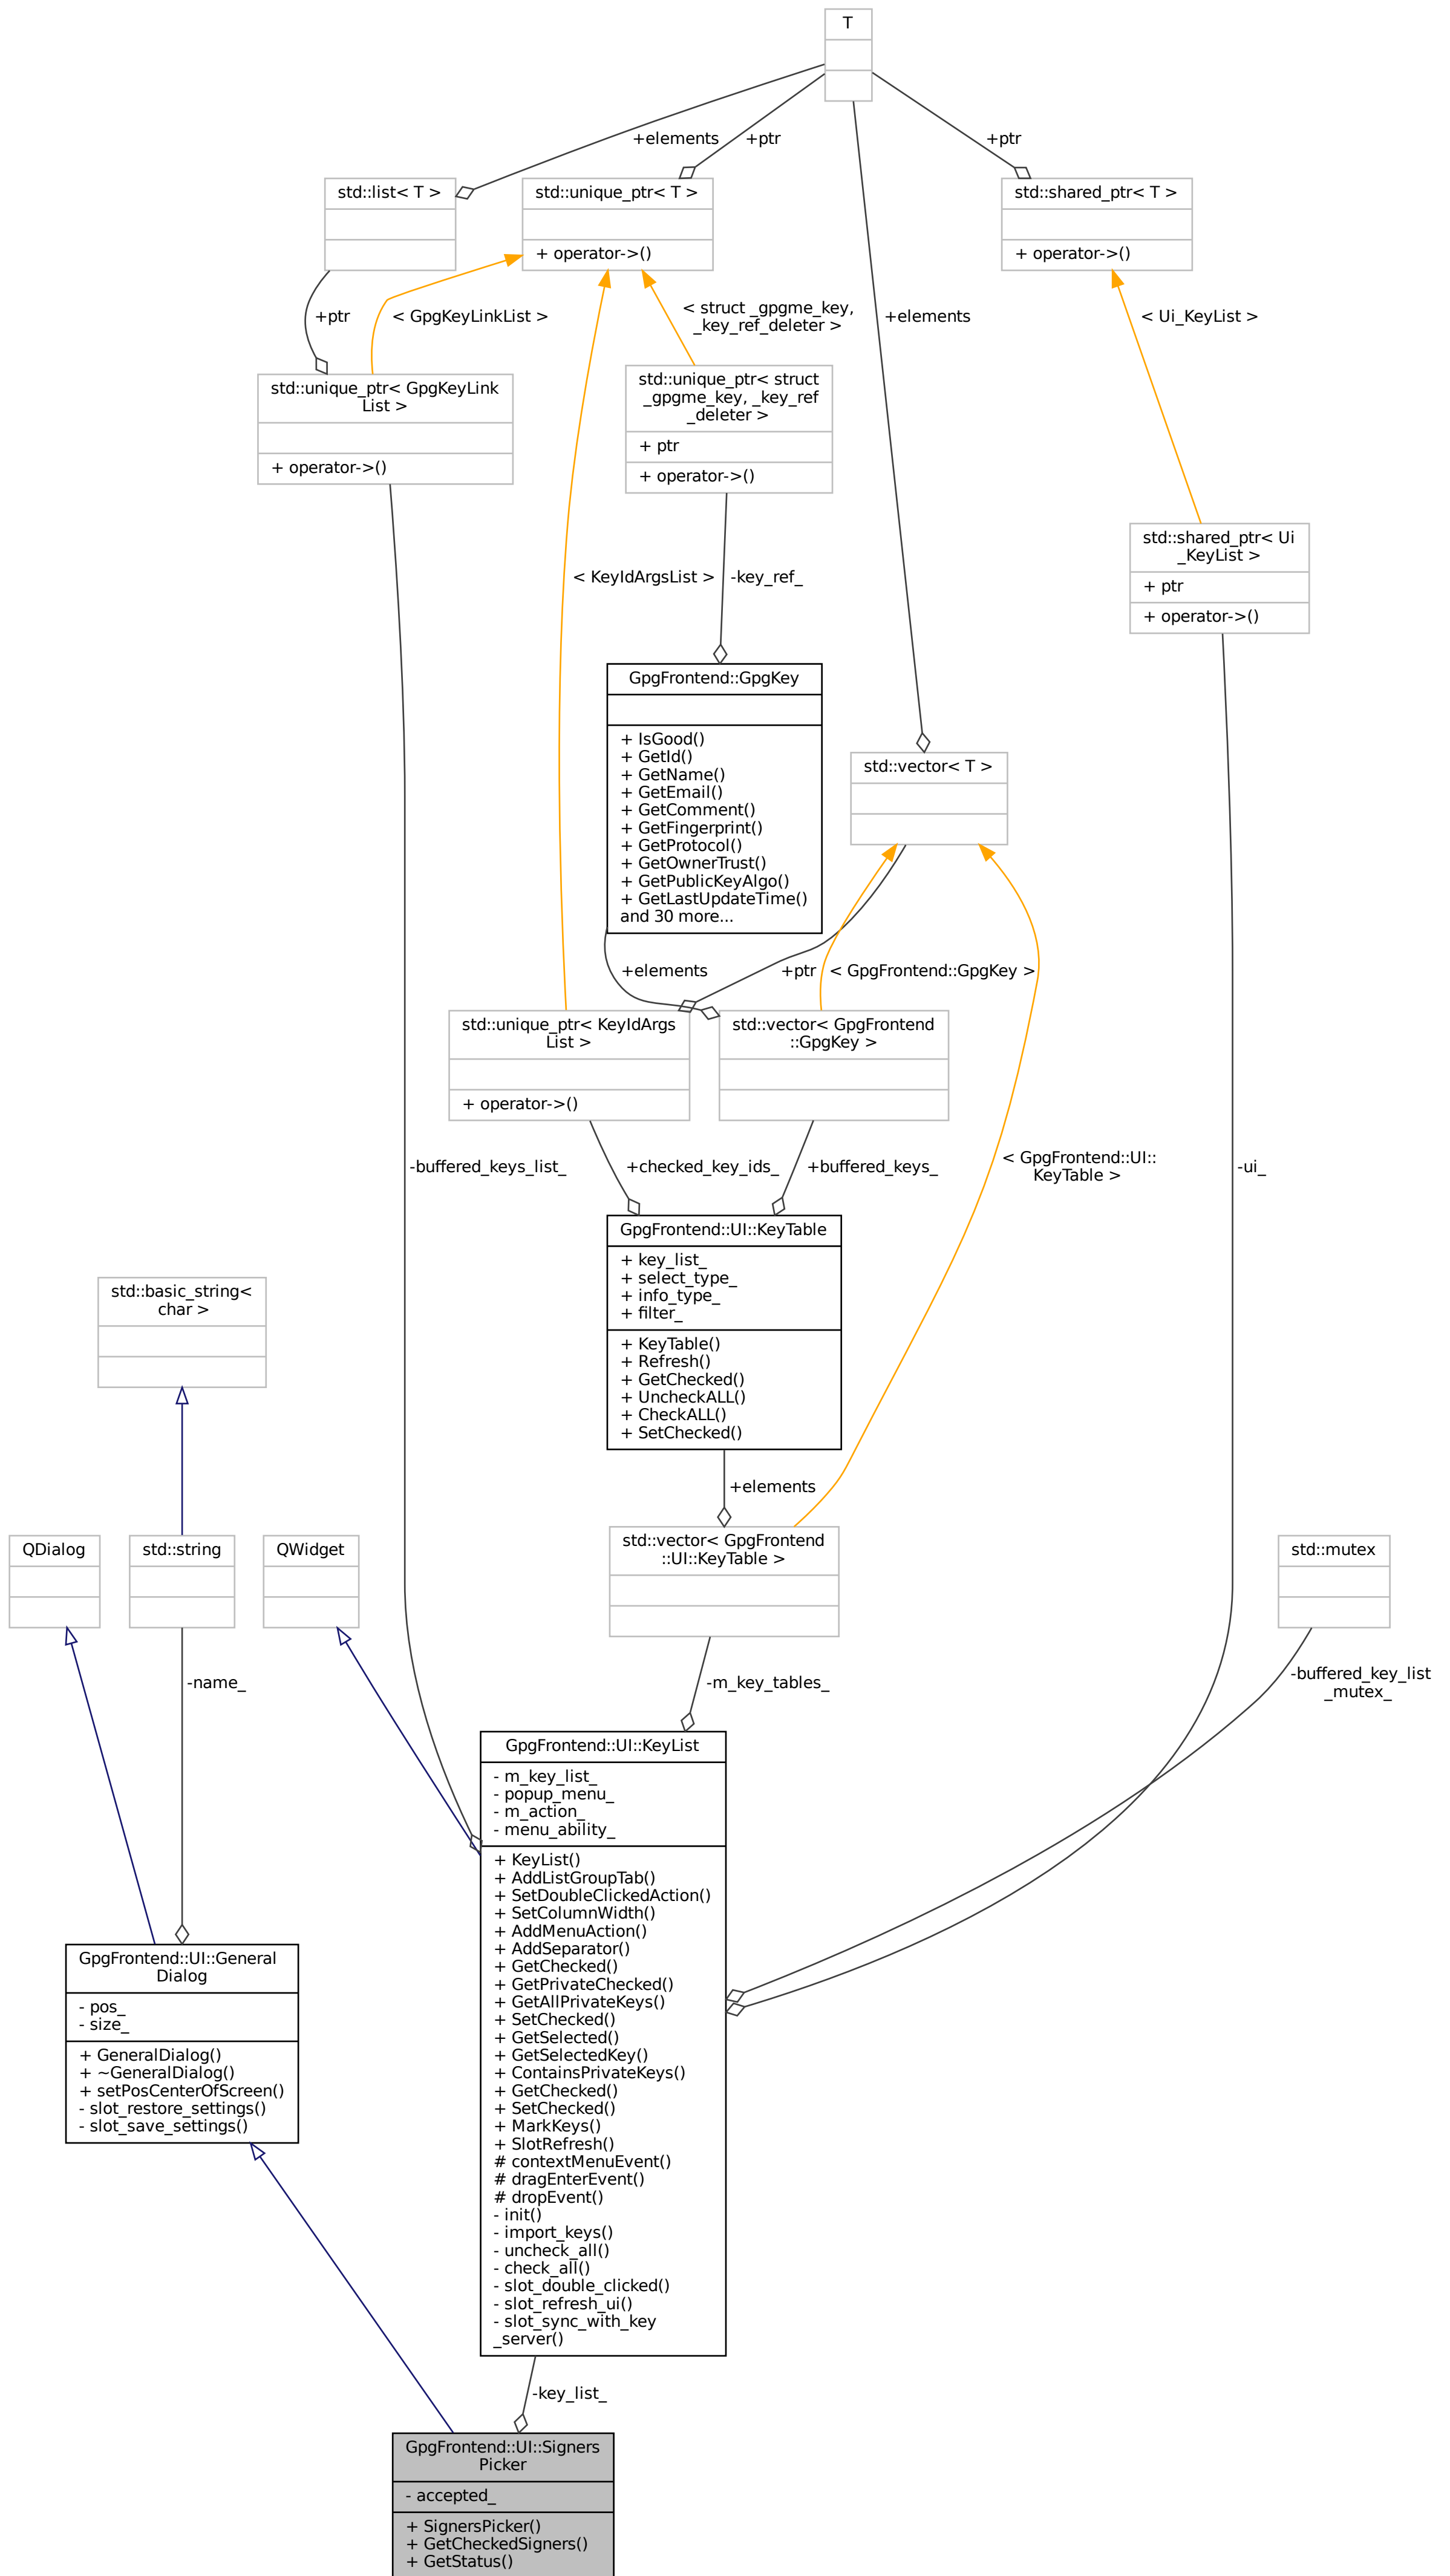 T
+elements
+ptr
+ptr
std::list< T >
std::unique_ptr< T >
+ operator->()
std::shared_ptr< T >
+ operator->()
+ptr
< GpgKeyLinkList >
< struct _gpgme_key,
_key_ref_deleter >
+elements
< Ui_KeyList >
std::unique_ptr< GpgKeyLink
List >
+ operator->()
std::unique_ptr< struct
_gpgme_key, _key_ref
_deleter >
+ ptr
+ operator->()
std::shared_ptr< Ui
_KeyList >
+ ptr
+ operator->()
< KeyIdArgsList >
-key_ref_
GpgFrontend::GpgKey
+ IsGood()
+ GetId()
+ GetName()
+ GetEmail()
+ GetComment()
+ GetFingerprint()
+ GetProtocol()
+ GetOwnerTrust()
+ GetPublicKeyAlgo()
+ GetLastUpdateTime()
and 30 more...
std::vector< T >
+elements
+ptr
< GpgFrontend::GpgKey >
std::unique_ptr< KeyIdArgs
List >
+ operator->()
std::vector< GpgFrontend
::GpgKey >
-buffered_keys_list_
+checked_key_ids_
+buffered_keys_
< GpgFrontend::UI::
KeyTable >
-ui_
GpgFrontend::UI::KeyTable
+ key_list_
+ select_type_
+ info_type_
+ filter_
+ KeyTable()
+ Refresh()
+ GetChecked()
+ UncheckALL()
+ CheckALL()
+ SetChecked()
std::basic_string<
char >
+elements
QDialog
std::string
QWidget
std::vector< GpgFrontend
::UI::KeyTable >
std::mutex
-name_
-m_key_tables_
-buffered_key_list
_mutex_
GpgFrontend::UI::KeyList
- m_key_list_
- popup_menu_
- m_action_
- menu_ability_
+ KeyList()
+ AddListGroupTab()
+ SetDoubleClickedAction()
+ SetColumnWidth()
+ AddMenuAction()
+ AddSeparator()
+ GetChecked()
+ GetPrivateChecked()
+ GetAllPrivateKeys()
+ SetChecked()
+ GetSelected()
+ GetSelectedKey()
+ ContainsPrivateKeys()
+ GetChecked()
+ SetChecked()
+ MarkKeys()
+ SlotRefresh()
# contextMenuEvent()
# dragEnterEvent()
# dropEvent()
- init()
- import_keys()
- uncheck_all()
- check_all()
- slot_double_clicked()
- slot_refresh_ui()
- slot_sync_with_key
_server()
GpgFrontend::UI::General
Dialog
- pos_
- size_
+ GeneralDialog()
+ ~GeneralDialog()
+ setPosCenterOfScreen()
- slot_restore_settings()
- slot_save_settings()
-key_list_
GpgFrontend::UI::Signers
Picker
- accepted_
+ SignersPicker()
+ GetCheckedSigners()
+ GetStatus()